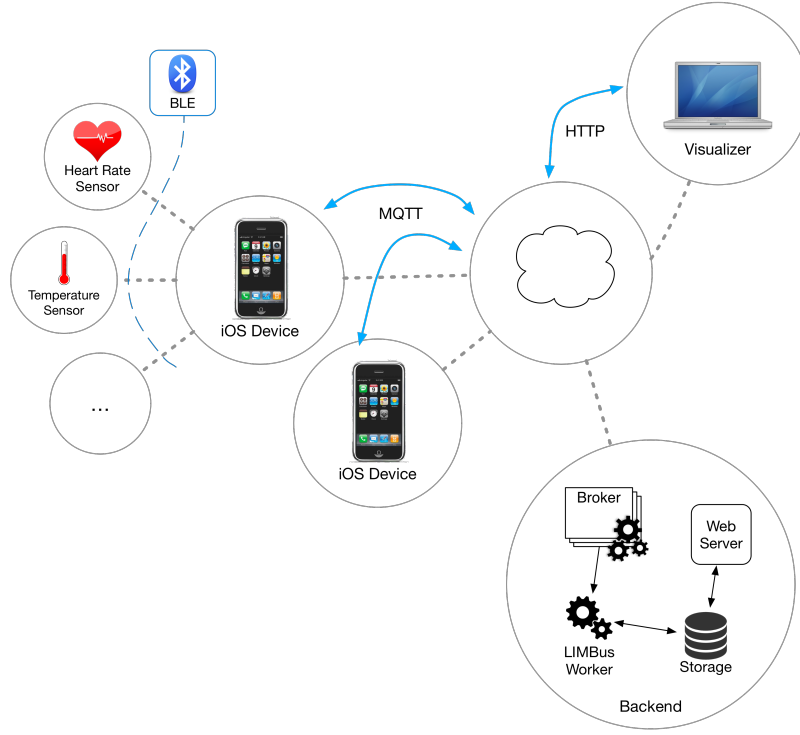 BLE
HTTP
Visualizer
Heart Rate
Sensor
MQTT
Temperature
Sensor
iOS Device
...
iOS Device
Broker
Web
Server
LIMBus
Worker
Storage
Backend